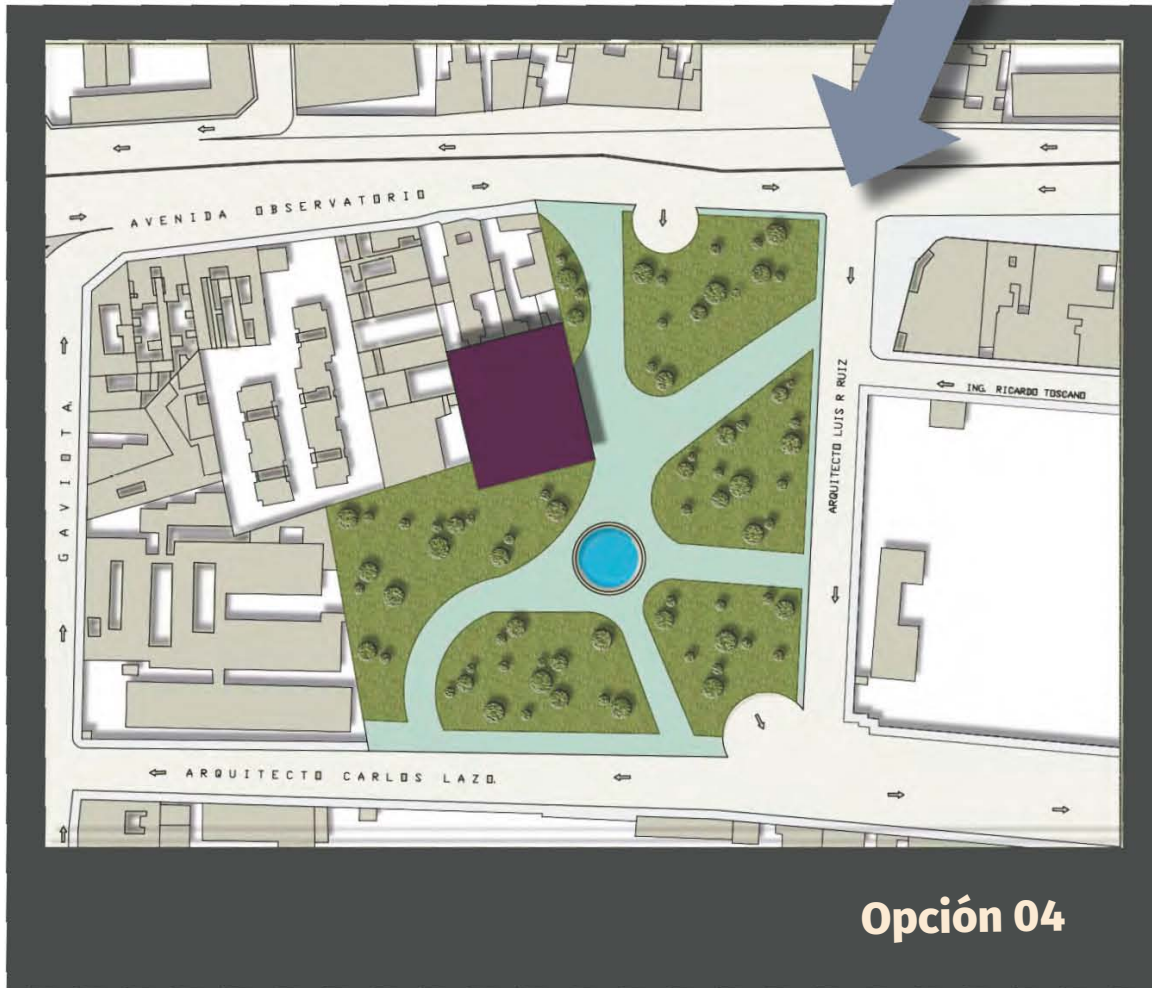 AVENIDA OBSERVATORIO
GAVIOTA.
ARQUITECTO LUIS R RUIZ
ING. RICARDO TOSCANO
ARQUITECTO CARLOS LAZO.
Opción 04